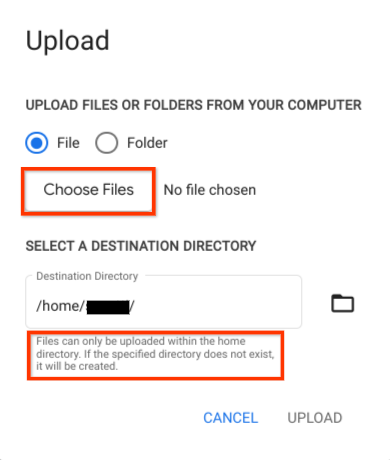 Upload
UPLOAD FILES OR FOLDERS FROM YOUR COMPUTER
File Folder
Choose Files No file chosen
SELECT A DESTINATION DIRECTORY
Destination Directory
/home/ /
Files can only be uploaded within the home
directory. If the specified directory does not exist,
it will be created.
CANCEL UPLOAD